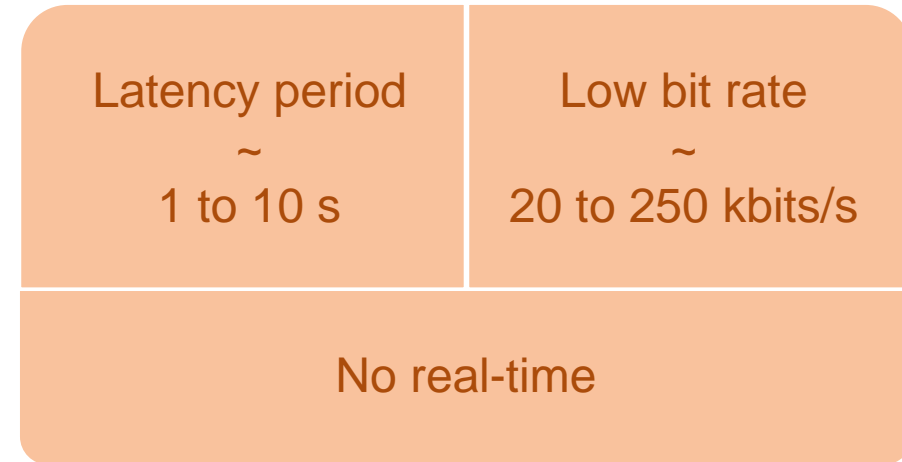 Latency period
~
1 to 10 s
Low bit rate
~
20 to 250 kbits/s
No real-time